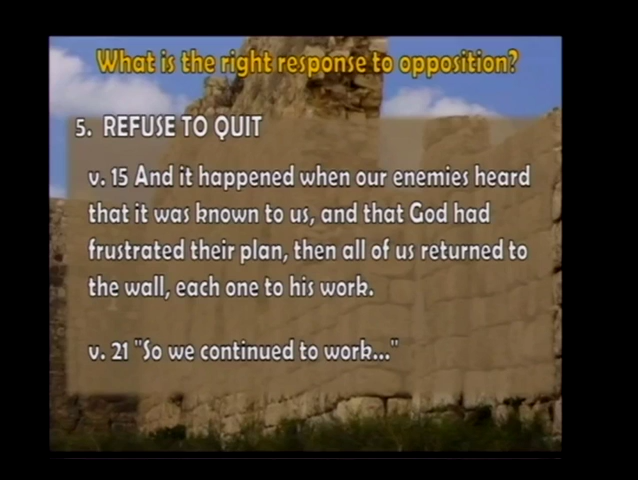 What is the right response to opposition?
5. REFUSE TO QUIT
v. 15 And it happened when our enemies heard
that it was known to us, and that God had
frustrated their plan, then all of us returned to
the wall, each one to his work.
v. 21 "So we continued to work..."